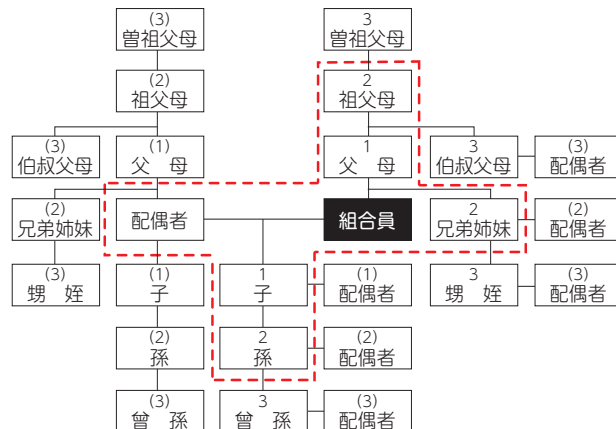 (3)
曽祖父母
3
曽祖父母
(2)
祖父母
2
祖父母
(3)
伯叔父母
(1)
父　母
1
父　母
3
伯叔父母
(3)
配偶者
(2)
兄弟姉妹
配偶者
組合員
2
兄弟姉妹
(2)
配偶者
(3)
甥　姪
(1)
子
1
子
(1)
配偶者
3
甥　姪
(3)
配偶者
(2)
孫
2
孫
(2)
配偶者
(3)
曾　孫
3
曾　孫
(3)
配偶者